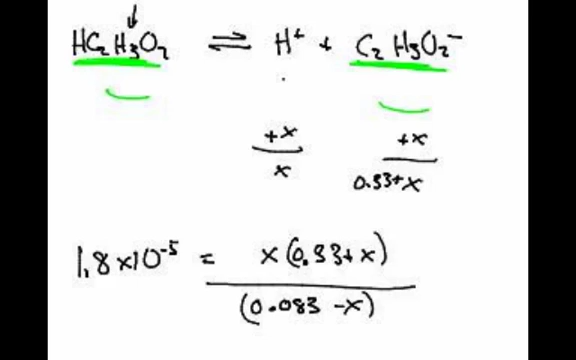 HC₂H₃O₂ ⇌ H⁺ + C₂H₃O₂⁻
+x +x
x 0.33+x
1.8×10⁻⁵ = x(0.33+x)
(0.083-x)